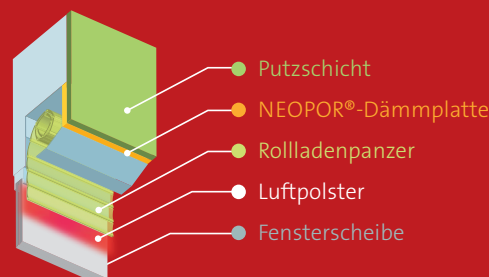 Putzschicht
NEOPOR®-Dämmplatte
Rollladenpanzer
Luftpolster
Fensterscheibe